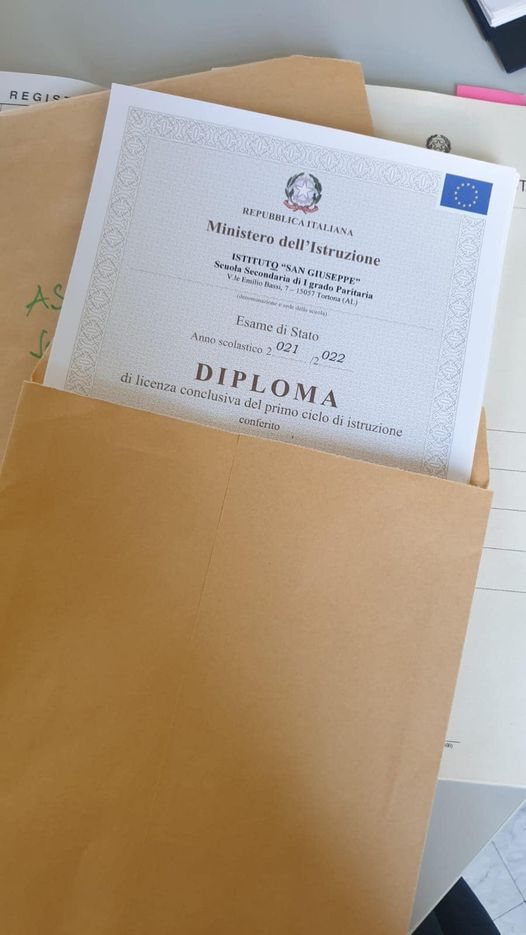 REGIST
REPUBBLICA ITALIANA
Ministero dell'Istruzione
ISTITUTO "SAN GIUSEPPE"
Scuola Secondaria di I grado Paritaria
V.le Emilio Bassi, 7 – 15057 Tortona (AL)
(denominazione e sede della scuola)
Esame di Stato
Anno scolastico 2021/2022
DIPLOMA
di licenza conclusiva del primo ciclo di istruzione
conferito
AS